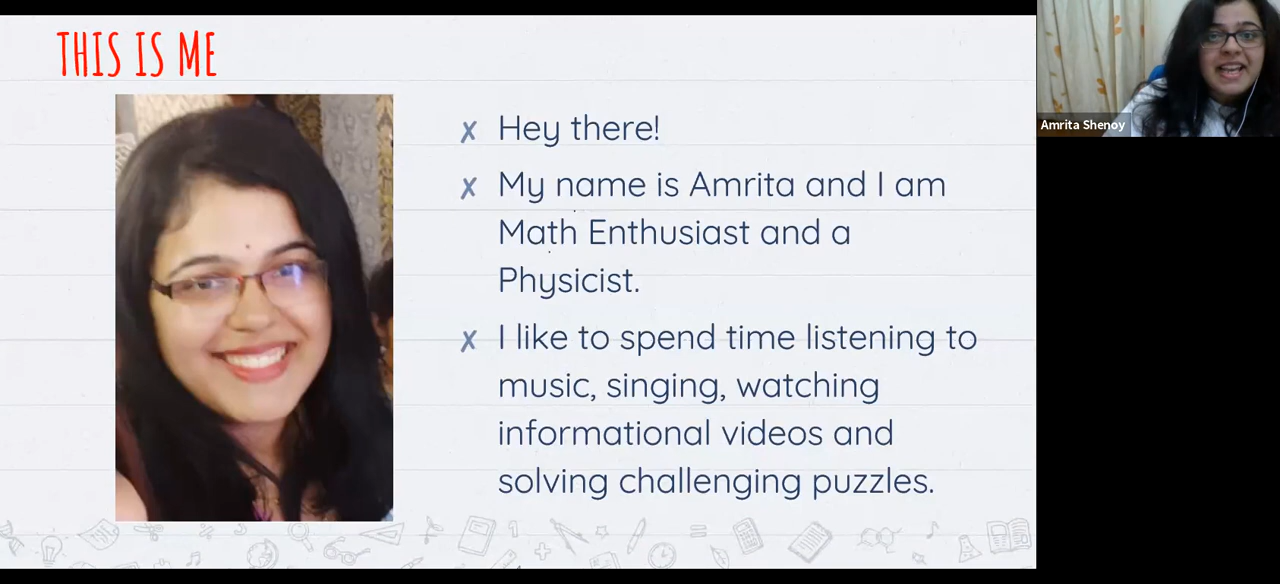 THIS IS ME
✗ Hey there!
✗ My name is Amrita and I am
Math Enthusiast and a
Physicist.
✗ I like to spend time listening to
music, singing, watching
informational videos and
solving challenging puzzles.
Amrita Shenoy